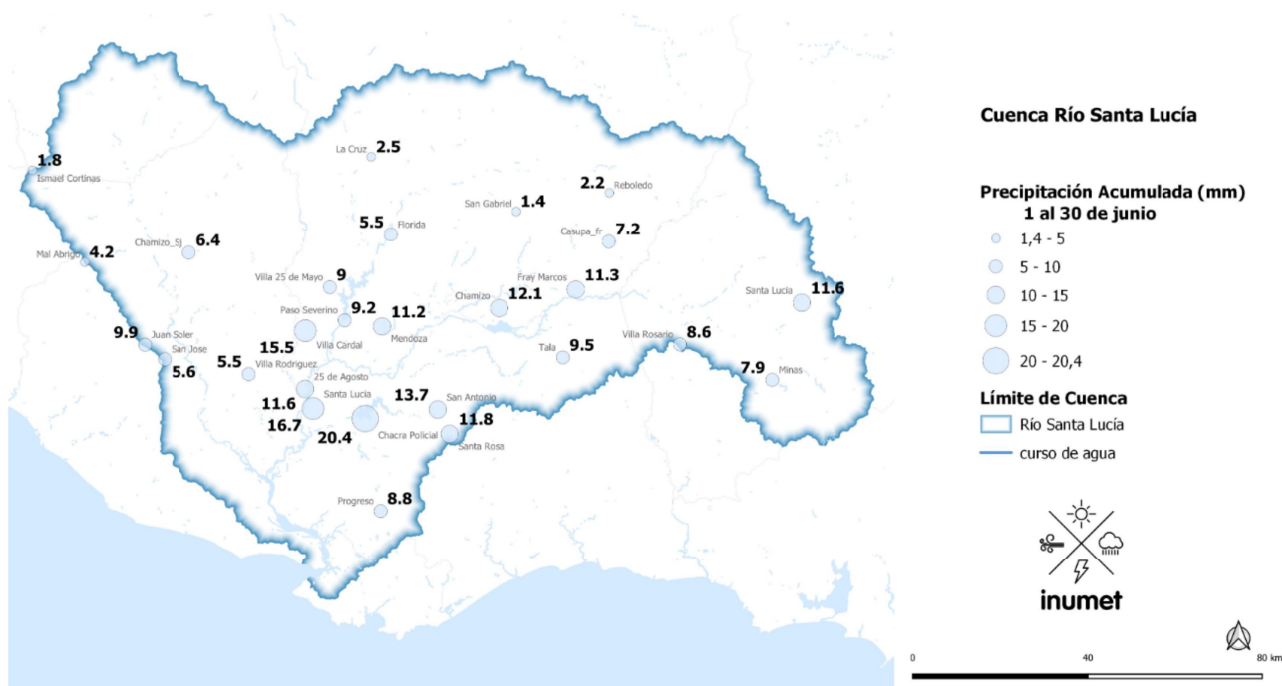 Cuenca Río Santa Lucía
Precipitación Acumulada (mm)
1 al 30 de junio
1,4 - 5
5 - 10
10 - 15
15 - 20
20 - 20,4
Límite de Cuenca
Río Santa Lucía
curso de agua
inumet
0 40 80 km
1.8
Ismael Cortinas
La Cruz 2.5
2.2
Reboledo
San Gabriel 1.4
5.5 Florida
Casupa_fr 7.2
Chamizo_SJ 6.4
Mal Abrigo 4.2
Villa 25 de Mayo 9
Fray Marcos 11.3
Santa Lucia 11.6
Chamizo 12.1
Paso Severino 9.2
11.2
Mendoza
15.5 Villa Cardal
9.9 Juan Soler
San Jose
5.6
Villa Rosario 8.6
Tala 9.5
5.5 Villa Rodriguez
7.9 Minas
25 de Agosto
11.6
Santa Lucia
16.7
13.7 San Antonio
20.4 Chacra Policial
11.8
Santa Rosa
Progreso 8.8